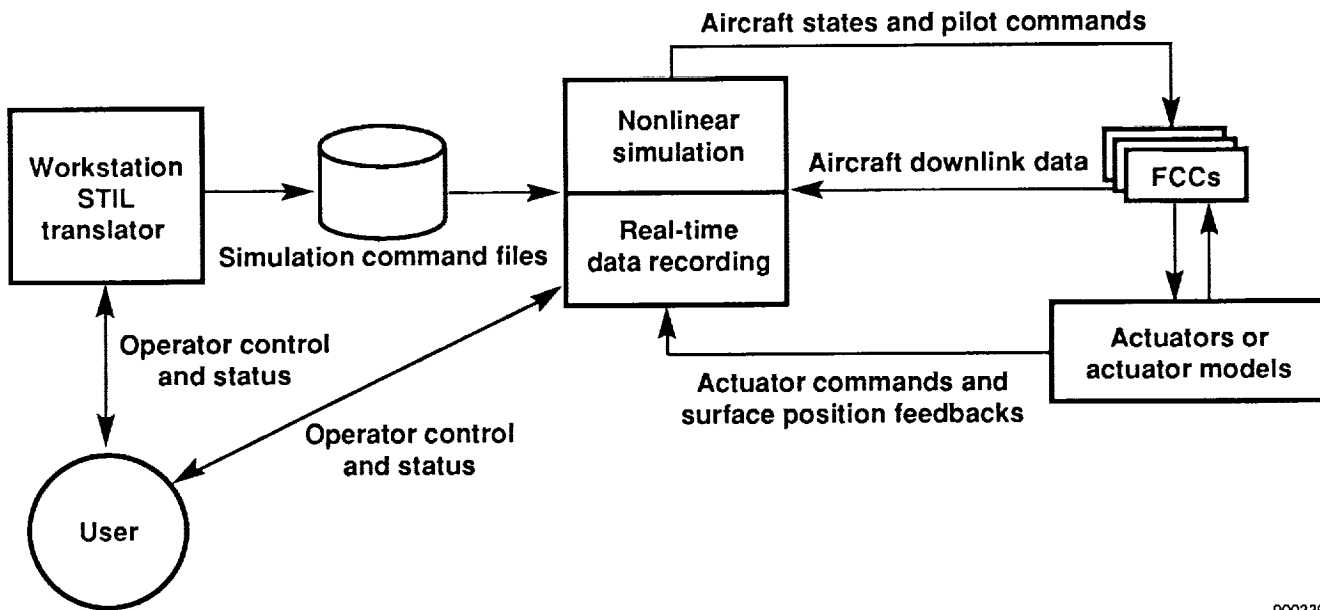 Aircraft states and pilot commands
Workstation
STIL
translator
Simulation command files
Nonlinear
simulation
Real-time
data recording
Aircraft downlink data
FCCs
Actuators or
actuator models
Actuator commands and
surface position feedbacks
Operator control
and status
Operator control
and status
User